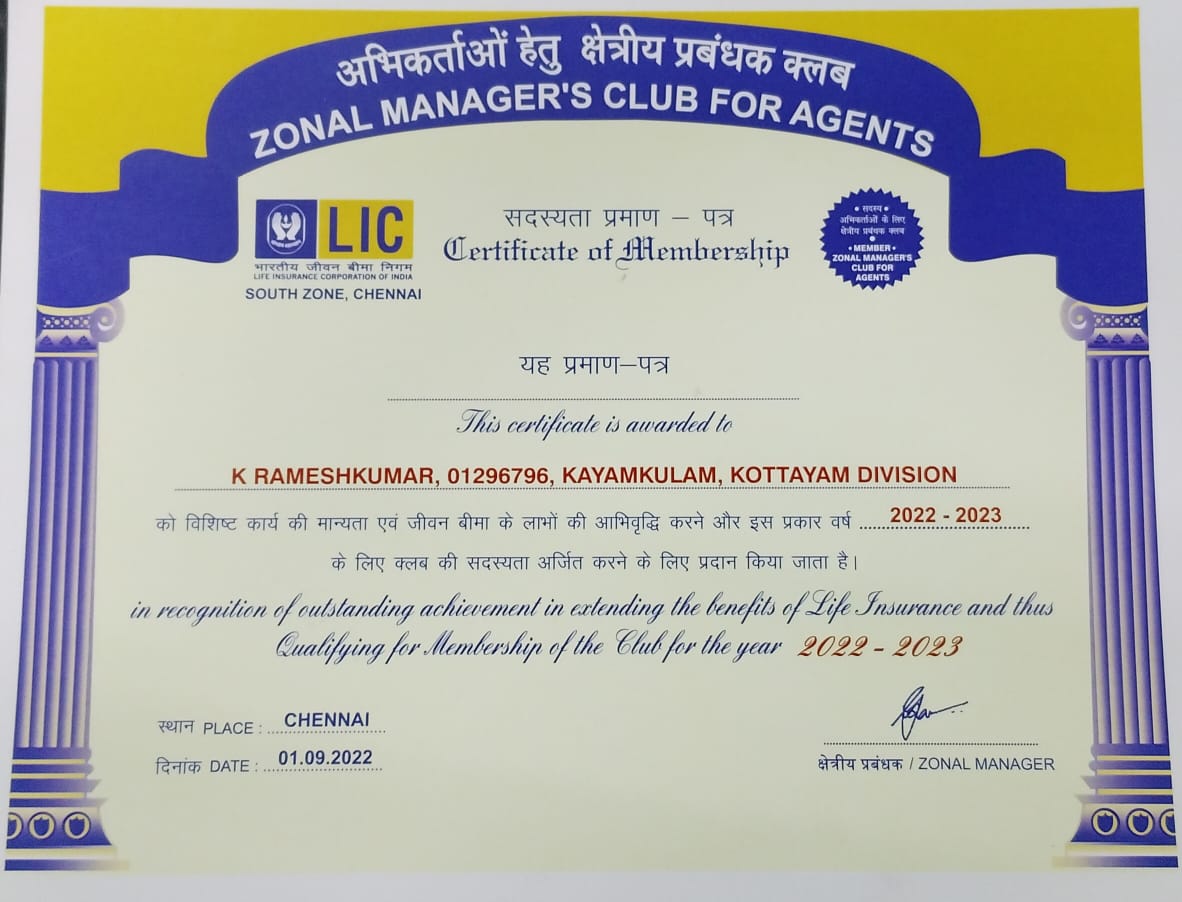 अभिकर्ताओं हेतु क्षेत्रीय प्रबंधक क्लब
ZONAL MANAGER'S CLUB FOR AGENTS
LIC
भारतीय जीवन बीमा निगम
LIFE INSURANCE CORPORATION OF INDIA
SOUTH ZONE, CHENNAI
सदस्यता प्रमाण – पत्र
Certificate of Membership
• सदस्य •
अभिकर्ताओं के लिए
क्षेत्रीय प्रबंधक क्लब
•
• MEMBER •
ZONAL MANAGER'S
CLUB FOR
AGENTS
यह प्रमाण–पत्र
This certificate is awarded to
K RAMESHKUMAR, 01296796, KAYAMKULAM, KOTTAYAM DIVISION
को विशिष्ट कार्य की मान्यता एवं जीवन बीमा के लाभों की आभिवृद्धि करने और इस प्रकार वर्ष 2022 - 2023
के लिए क्लब की सदस्यता अर्जित करने के लिए प्रदान किया जाता है।
in recognition of outstanding achievement in extending the benefits of Life Insurance and thus
Qualifying for Membership of the Club for the year 2022 - 2023
स्थान PLACE : CHENNAI
दिनांक DATE : 01.09.2022
क्षेत्रीय प्रबंधक / ZONAL MANAGER